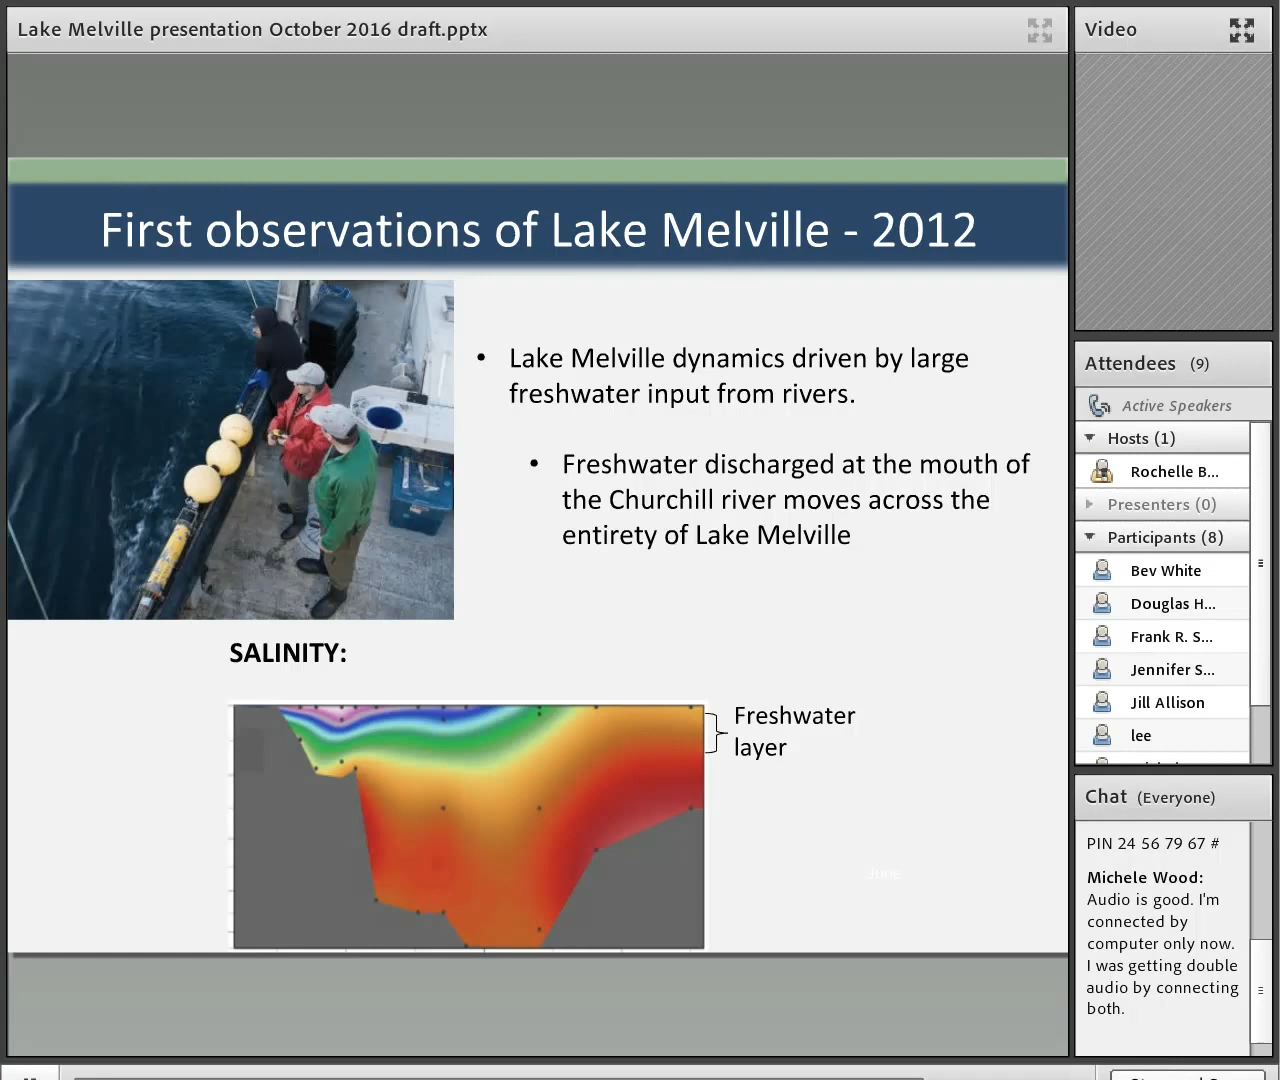 Lake Melville presentation October 2016 draft.pptx
First observations of Lake Melville - 2012
• Lake Melville dynamics driven by large
freshwater input from rivers.
• Freshwater discharged at the mouth of
the Churchill river moves across the
entirety of Lake Melville
SALINITY:
Freshwater
layer
June
Video
Attendees (9)
Active Speakers
Hosts (1)
Rochelle B...
Presenters (0)
Participants (8)
Bev White
Douglas H...
Frank R. S...
Jennifer S...
Jill Allison
lee
Chat (Everyone)
PIN 24 56 79 67 #
Michele Wood:
Audio is good. I'm
connected by
computer only now.
I was getting double
audio by connecting
both.